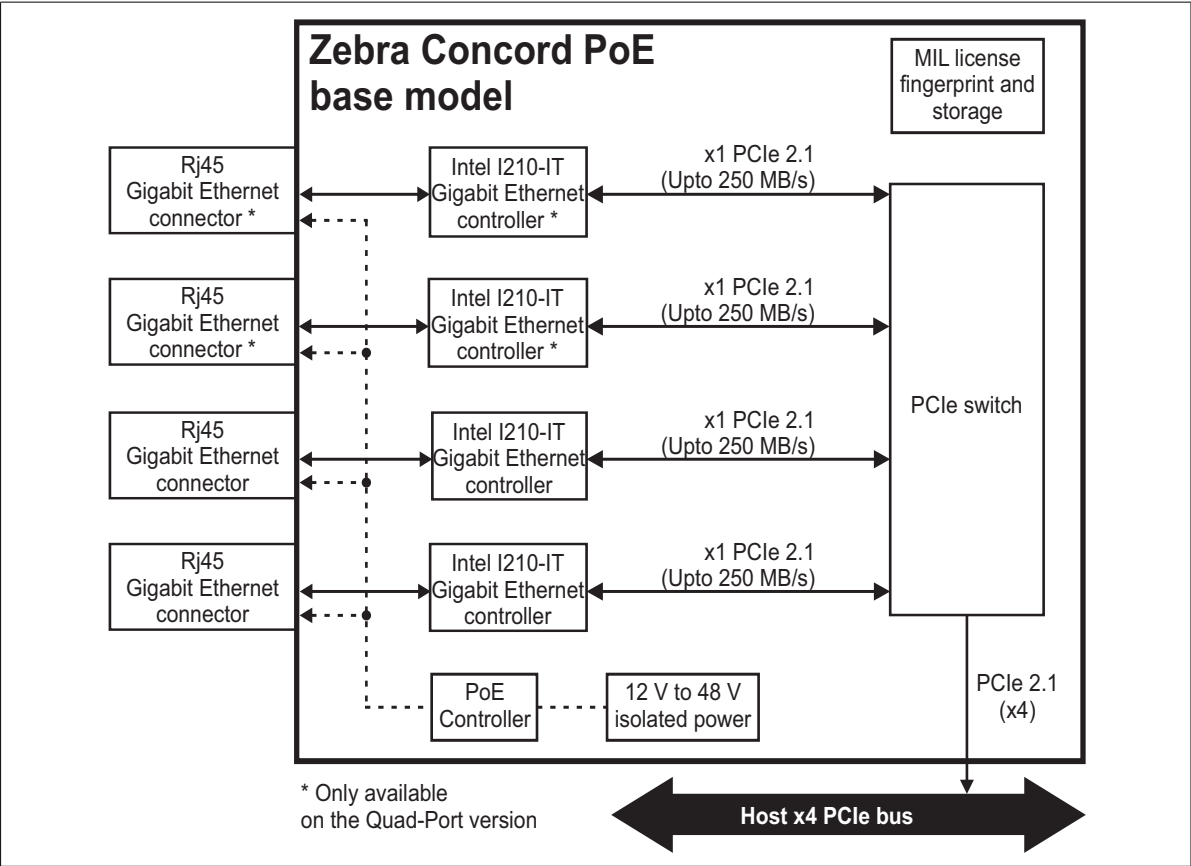 Zebra Concord PoE
base model
MIL license
fingerprint and
storage
Rj45
Gigabit Ethernet
connector *
Intel I210-IT
Gigabit Ethernet
controller *
x1 PCIe 2.1
(Upto 250 MB/s)
Rj45
Gigabit Ethernet
connector *
Intel I210-IT
Gigabit Ethernet
controller *
x1 PCIe 2.1
(Upto 250 MB/s)
PCIe switch
Rj45
Gigabit Ethernet
connector
Intel I210-IT
Gigabit Ethernet
controller
x1 PCIe 2.1
(Upto 250 MB/s)
Rj45
Gigabit Ethernet
connector
Intel I210-IT
Gigabit Ethernet
controller
x1 PCIe 2.1
(Upto 250 MB/s)
PoE
Controller
12 V to 48 V
isolated power
PCIe 2.1
(x4)
* Only available
on the Quad-Port version
Host x4 PCIe bus